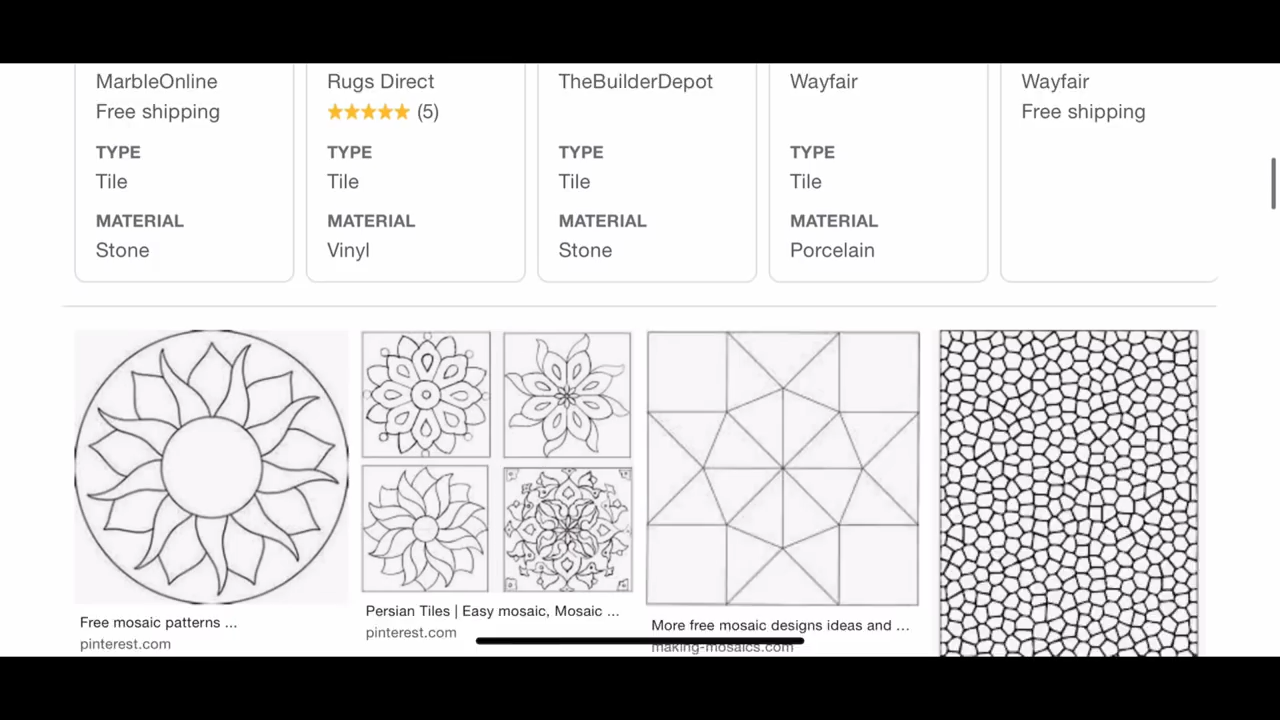 MarbleOnline
Free shipping
TYPE
Tile
MATERIAL
Stone
Rugs Direct
★★★★★ (5)
TYPE
Tile
MATERIAL
Vinyl
TheBuilderDepot
TYPE
Tile
MATERIAL
Stone
Wayfair
TYPE
Tile
MATERIAL
Porcelain
Wayfair
Free shipping
Free mosaic patterns ...
pinterest.com
Persian Tiles | Easy mosaic, Mosaic ...
pinterest.com
More free mosaic designs ideas and ...
making-mosaics.com